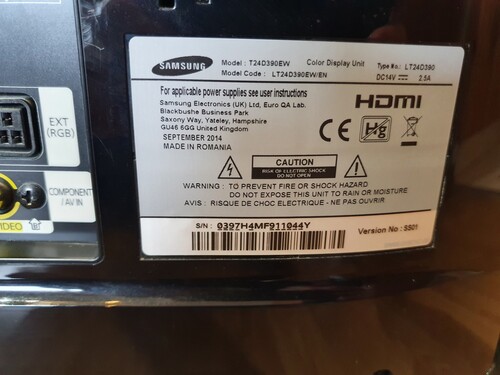 SAMSUNG
Model : T24D390EW Color Display Unit Type No.: LT24D390
Model Code : LT24D390EW/EN DC14V 2.5A
For applicable power supplies see user instructions
Samsung Electronics (UK) Ltd, Euro QA Lab.
Blackbushe Business Park
Saxony Way, Yateley, Hampshire
GU46 6GG United Kingdom
SEPTEMBER 2014
MADE IN ROMANIA
HDMI
CE
Hg
CAUTION
RISK OF ELECTRIC SHOCK
DO NOT OPEN
WARNING : TO PREVENT FIRE OR SHOCK HAZARD
DO NOT EXPOSE THIS UNIT TO RAIN OR MOISTURE
AVIS : RISQUE DE CHOC ELECTRIQUE - NE PAS OUVRIR
S/N : 0397H4MF911044Y
Version No : SS01
EXT
(RGB)
COMPONENT
/ AV IN
VIDEO